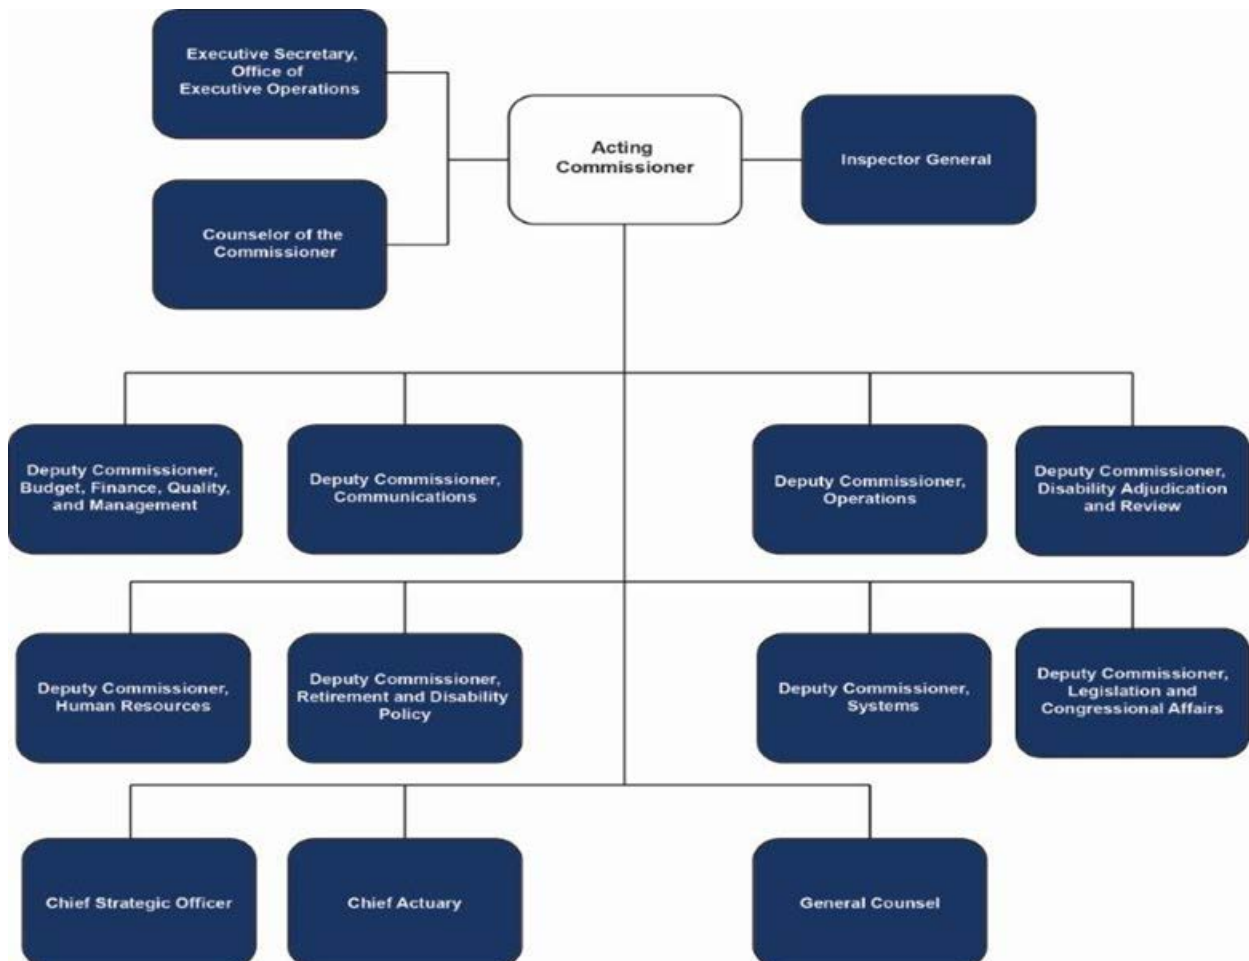 Executive Secretary,
Office of
Executive Operations
Acting
Commissioner
Inspector General
Counselor of the
Commissioner
Deputy Commissioner,
Budget, Finance, Quality,
and Management
Deputy Commissioner,
Communications
Deputy Commissioner,
Operations
Deputy Commissioner,
Disability Adjudication
and Review
Deputy Commissioner,
Human Resources
Deputy Commissioner,
Retirement and Disability
Policy
Deputy Commissioner,
Systems
Deputy Commissioner,
Legislation and
Congressional Affairs
Chief Strategic Officer
Chief Actuary
General Counsel